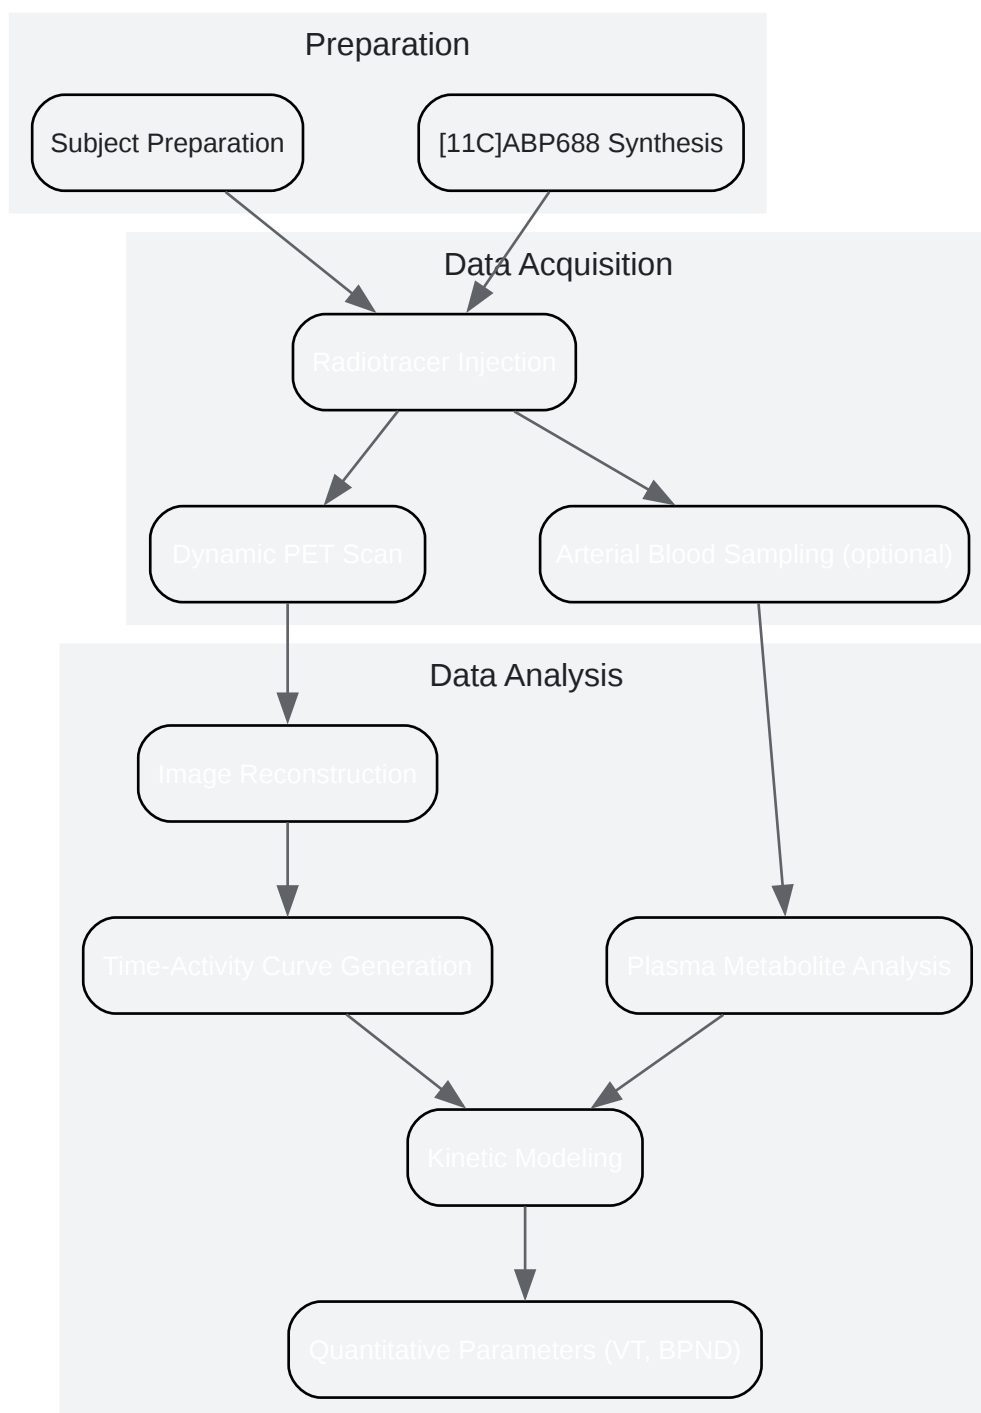 Preparation
Subject Preparation
[11C]ABP688 Synthesis
Data Acquisition
Radiotracer Injection
Dynamic PET Scan
Arterial Blood Sampling (optional)
Data Analysis
Image Reconstruction
Time-Activity Curve Generation
Plasma Metabolite Analysis
Kinetic Modeling
Quantitative Parameters (VT, BPND)